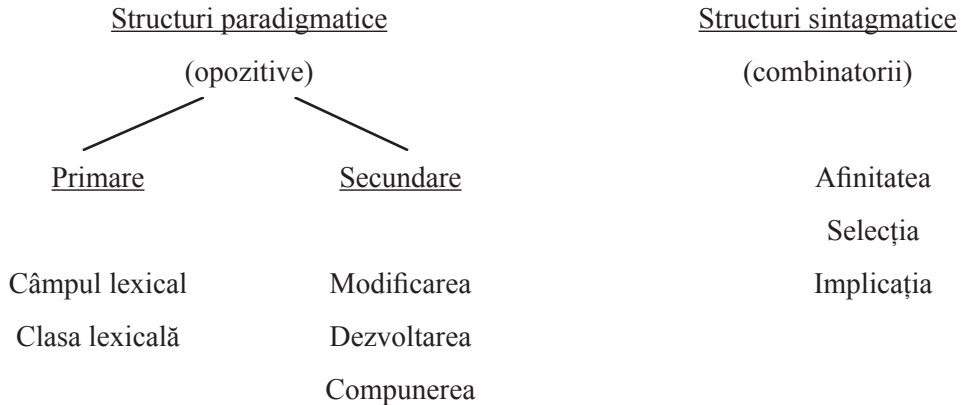 Structuri paradigmatice Structuri sintagmatice
(opozitive) (combinatorii)
Primare Secundare Afinitatea
Selecția
Câmpul lexical Modificarea Implicația
Clasa lexicală Dezvoltarea
Compunerea